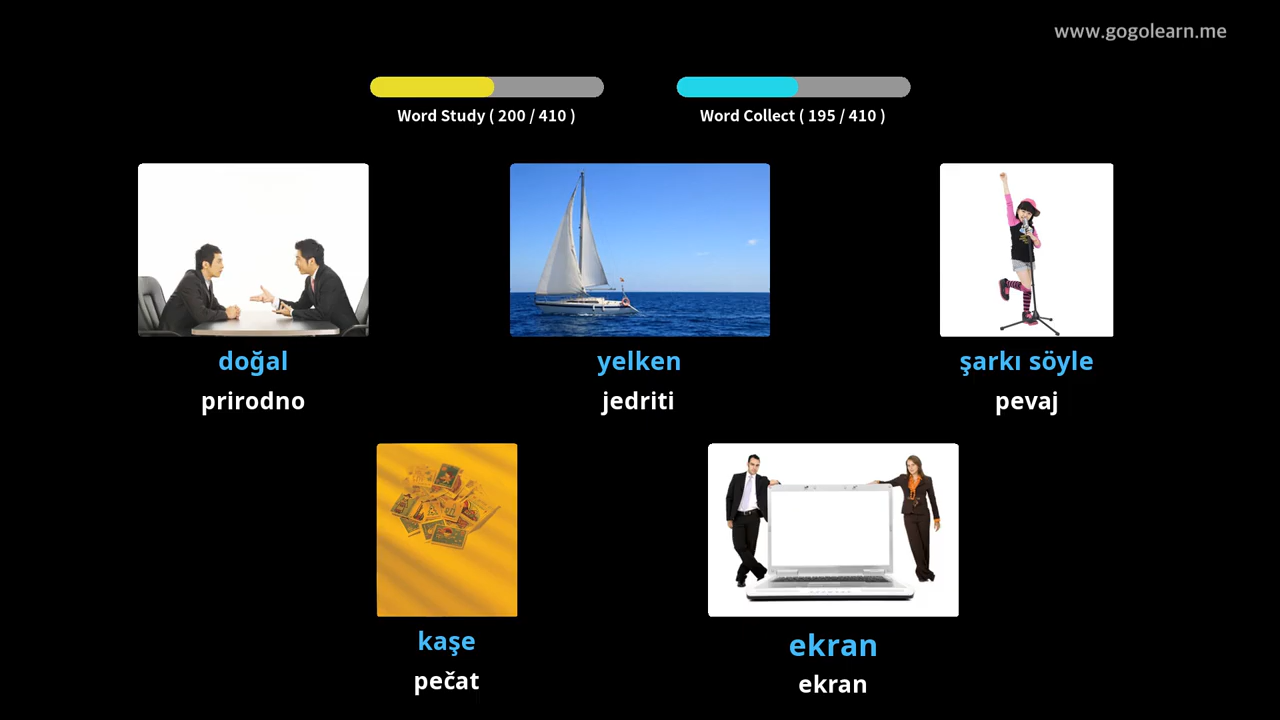 www.gogolearn.me
Word Study ( 200 / 410 )
Word Collect ( 195 / 410 )
doğal
prirodno
yelken
jedriti
şarkı söyle
pevaj
kaşe
pečat
ekran
ekran